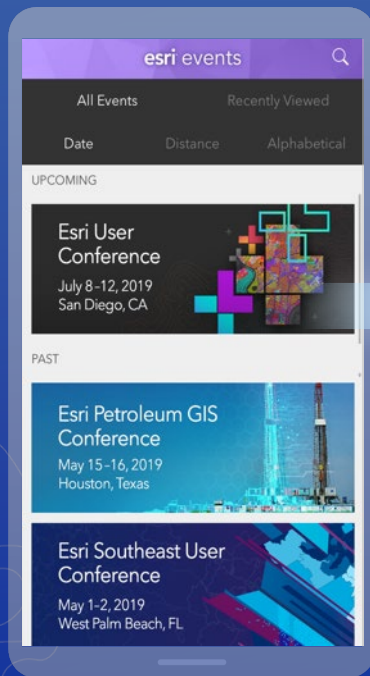 esri events
All Events Recently Viewed
Date Distance Alphabetical
UPCOMING
Esri User
Conference
July 8-12, 2019
San Diego, CA
PAST
Esri Petroleum GIS
Conference
May 15-16, 2019
Houston, Texas
Esri Southeast User
Conference
May 1-2, 2019
West Palm Beach, FL